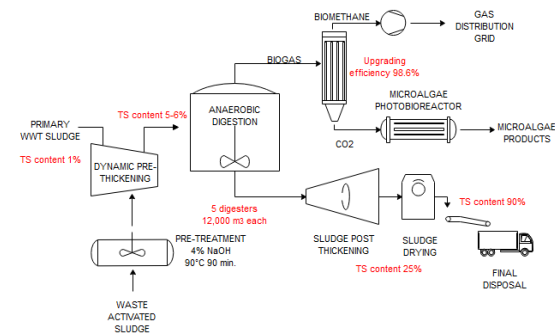 BIOMETHANE
GAS
DISTRIBUTION
GRID
BIOGAS
Upgrading
efficiency 98.6%
MICROALGAE
PHOTOBIOREACTOR
TS content 5-6%
ANAEROBIC
DIGESTION
PRIMARY
WWT SLUDGE
TS content 1%
CO2
MICROALGAE
PRODUCTS
DYNAMIC PRE-
THICKENING
5 digesters
12,000 m3 each
TS content 90%
PRE-TREATMENT
4% NaOH
90°C 90 min.
SLUDGE POST
THICKENING
SLUDGE
DRYING
TS content 25%
FINAL
DISPOSAL
WASTE
ACTIVATED
SLUDGE